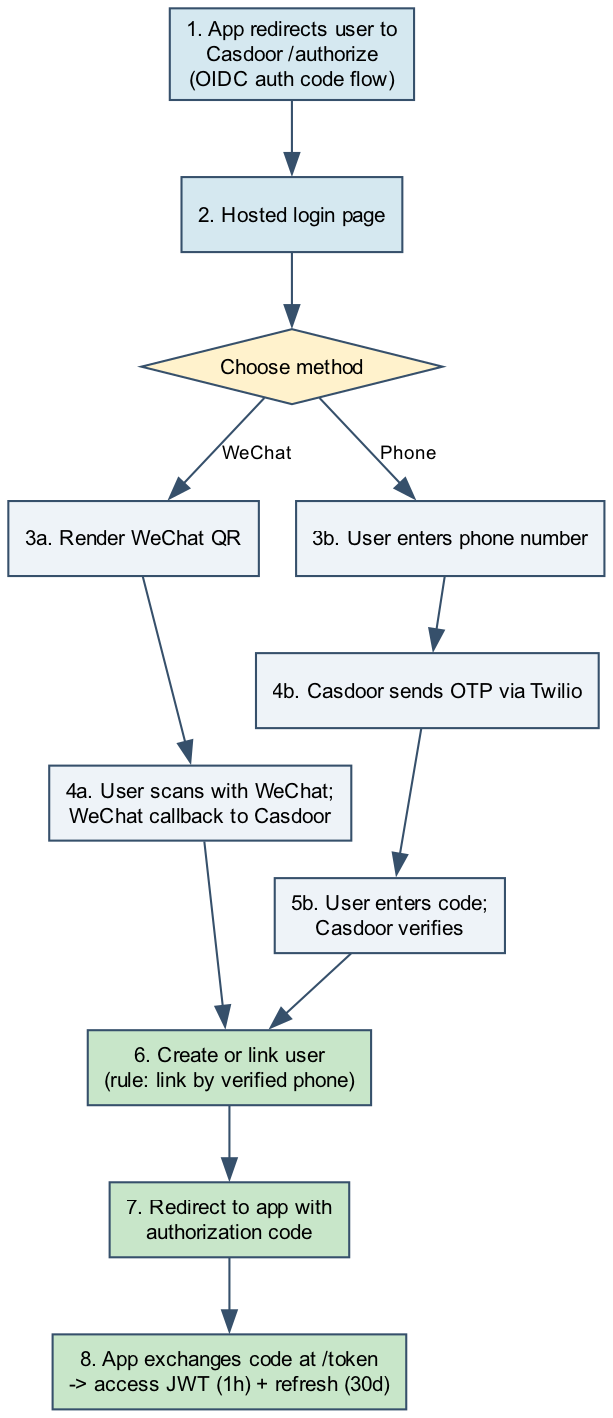 1. App redirects user to
Casdoor /authorize
(OIDC auth code flow)
2. Hosted login page
Choose method
WeChat
Phone
3a. Render WeChat QR
3b. User enters phone number
4b. Casdoor sends OTP via Twilio
4a. User scans with WeChat;
WeChat callback to Casdoor
5b. User enters code;
Casdoor verifies
6. Create or link user
(rule: link by verified phone)
7. Redirect to app with
authorization code
8. App exchanges code at /token
-> access JWT (1h) + refresh (30d)